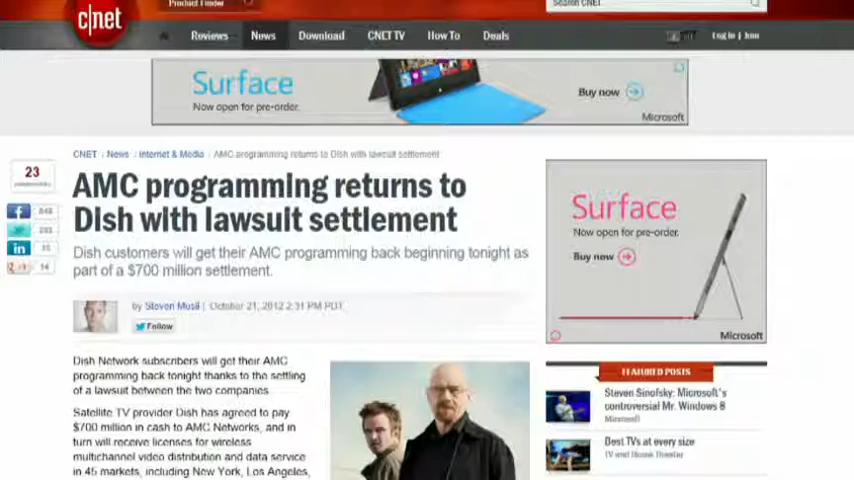 Product Finder
Search CNET
c|net
Reviews
News
Download
CNET TV
How To
Deals
Log In | Join
Surface
Now open for pre-order.
Buy now
Microsoft
CNET › News › Internet & Media › AMC programming returns to Dish with lawsuit settlement
23
AMC programming returns to
Dish with lawsuit settlement
Dish customers will get their AMC programming back beginning tonight as
part of a $700 million settlement.
by Steven Musil | October 21, 2012 2:31 PM PDT
Follow
in
14
Surface
Now open for pre-order.
Buy now
Microsoft
Dish Network subscribers will get their AMC
programming back tonight thanks to the settling
of a lawsuit between the two companies.
Satellite TV provider Dish has agreed to pay
$700 million in cash to AMC Networks, and in
turn will receive licenses for wireless
multichannel video distribution and data service
in 45 markets, including New York, Los Angeles,
FEATURED POSTS
Steven Sinofsky: Microsoft's
controversial Mr. Windows 8
Microsoft
Best TVs at every size
TV and Home Theater